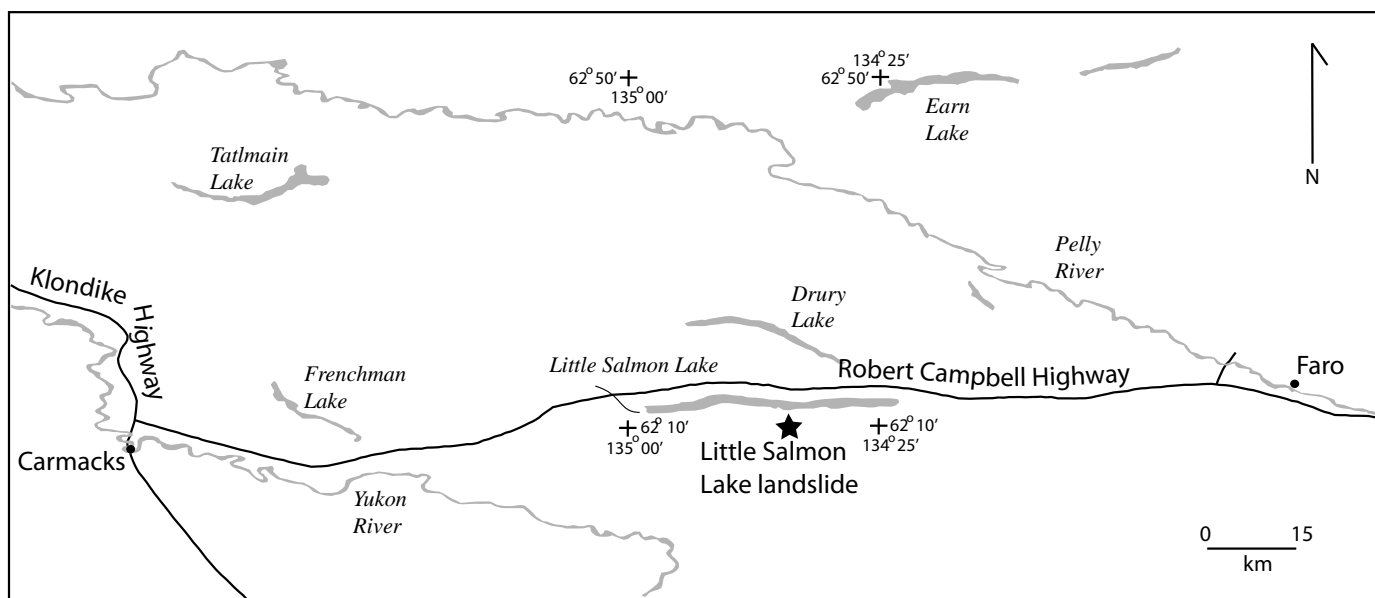 62° 50'
135° 00'
134° 25'
62° 50'
Earn
Lake
N
Tatlmain
Lake
Pelly
River
Klondike
Highway
Drury
Lake
Little Salmon Lake
Robert Campbell Highway
Faro
Frenchman
Lake
62° 10'
135° 00'
62° 10'
134° 25'
Carmacks
Little Salmon
Lake landslide
Yukon
River
0 15
km